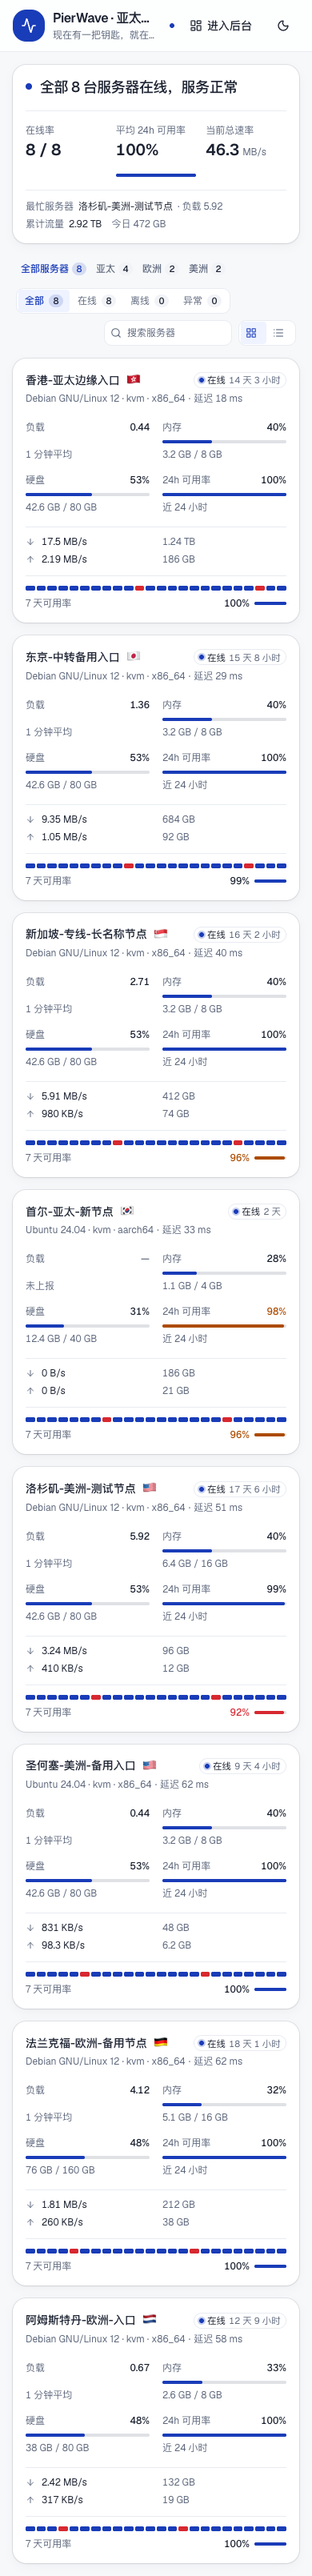 PierWave · 亚太...
现在有一把钥匙，就在...
进入后台
全部 8 台服务器在线，服务正常
在线率 平均 24h 可用率 当前总速率
8 / 8 100% 46.3 MB/s
最忙服务器 洛杉矶-美洲-测试节点 · 负载 5.92
累计流量 2.92 TB 今日 472 GB
全部服务器 8 亚太 4 欧洲 2 美洲 2
全部 8 在线 8 离线 0 异常 0
搜索服务器
香港-亚太边缘入口 在线 14 天 3 小时
Debian GNU/Linux 12 · kvm · x86_64 · 延迟 18 ms
负载 0.44 内存 40%
1 分钟平均 3.2 GB / 8 GB
硬盘 53% 24h 可用率 100%
42.6 GB / 80 GB 近 24 小时
↓ 17.5 MB/s 1.24 TB
↑ 2.19 MB/s 186 GB
7 天可用率 100%
东京-中转备用入口 在线 15 天 8 小时
Debian GNU/Linux 12 · kvm · x86_64 · 延迟 29 ms
负载 1.36 内存 40%
1 分钟平均 3.2 GB / 8 GB
硬盘 53% 24h 可用率 100%
42.6 GB / 80 GB 近 24 小时
↓ 9.35 MB/s 684 GB
↑ 1.05 MB/s 92 GB
7 天可用率 99%
新加坡-专线-长名称节点 在线 16 天 2 小时
Debian GNU/Linux 12 · kvm · x86_64 · 延迟 40 ms
负载 2.71 内存 40%
1 分钟平均 3.2 GB / 8 GB
硬盘 53% 24h 可用率 100%
42.6 GB / 80 GB 近 24 小时
↓ 5.91 MB/s 412 GB
↑ 980 KB/s 74 GB
7 天可用率 96%
首尔-亚太-新节点 在线 2 天
Ubuntu 24.04 · kvm · aarch64 · 延迟 33 ms
负载 — 内存 28%
未上报 1.1 GB / 4 GB
硬盘 31% 24h 可用率 98%
12.4 GB / 40 GB 近 24 小时
↓ 0 B/s 186 GB
↑ 0 B/s 21 GB
7 天可用率 96%
洛杉矶-美洲-测试节点 在线 17 天 6 小时
Debian GNU/Linux 12 · kvm · x86_64 · 延迟 51 ms
负载 5.92 内存 40%
1 分钟平均 6.4 GB / 16 GB
硬盘 53% 24h 可用率 99%
42.6 GB / 80 GB 近 24 小时
↓ 3.24 MB/s 96 GB
↑ 410 KB/s 12 GB
7 天可用率 92%
圣何塞-美洲-备用入口 在线 9 天 4 小时
Ubuntu 24.04 · kvm · x86_64 · 延迟 62 ms
负载 0.44 内存 40%
1 分钟平均 3.2 GB / 8 GB
硬盘 53% 24h 可用率 100%
42.6 GB / 80 GB 近 24 小时
↓ 831 KB/s 48 GB
↑ 98.3 KB/s 6.2 GB
7 天可用率 100%
法兰克福-欧洲-备用节点 在线 18 天 1 小时
Debian GNU/Linux 12 · kvm · x86_64 · 延迟 62 ms
负载 4.12 内存 32%
1 分钟平均 5.1 GB / 16 GB
硬盘 48% 24h 可用率 100%
76 GB / 160 GB 近 24 小时
↓ 1.81 MB/s 212 GB
↑ 260 KB/s 38 GB
7 天可用率 100%
阿姆斯特丹-欧洲-入口 在线 12 天 9 小时
Debian GNU/Linux 12 · kvm · x86_64 · 延迟 58 ms
负载 0.67 内存 33%
1 分钟平均 2.6 GB / 8 GB
硬盘 48% 24h 可用率 100%
38 GB / 80 GB 近 24 小时
↓ 2.42 MB/s 132 GB
↑ 317 KB/s 19 GB
7 天可用率 100%